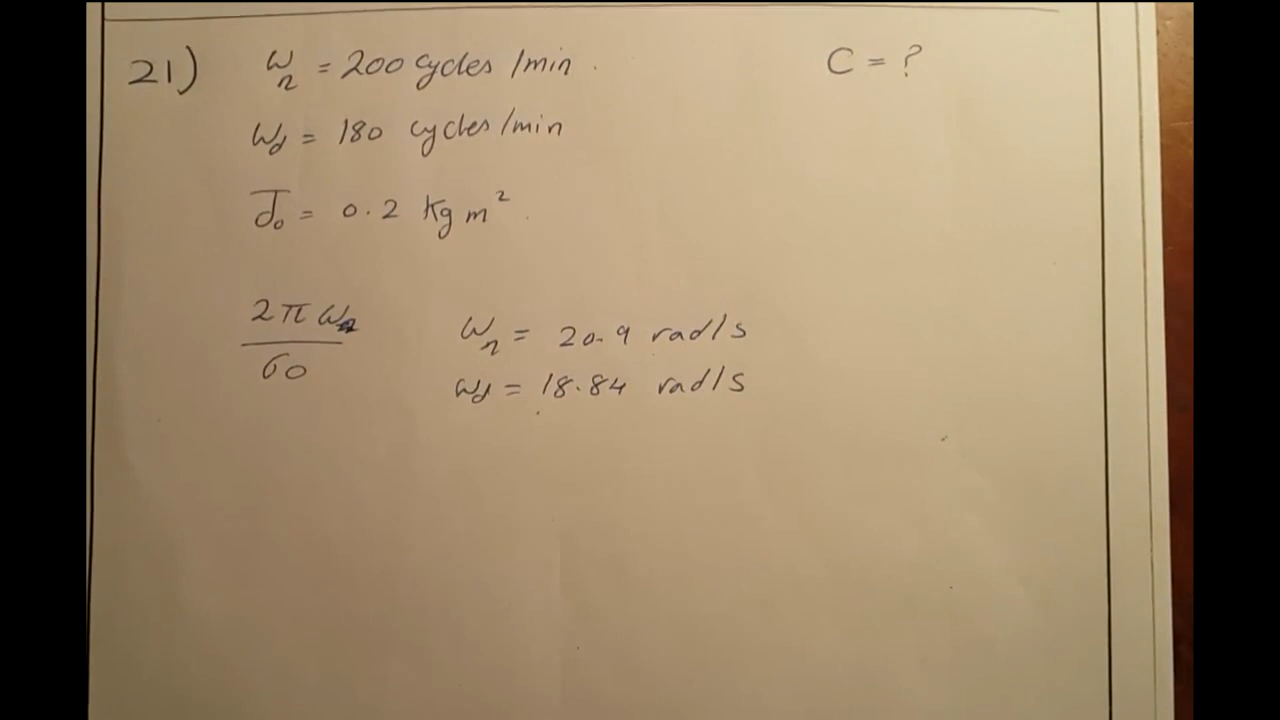 21) ωn = 200 cycles/min. C = ?
ωd = 180 cycles/min
J̅o = 0.2 Kg m²
2π ωn
60
ωn = 20.9 rad/s
ωd = 18.84 rad/s